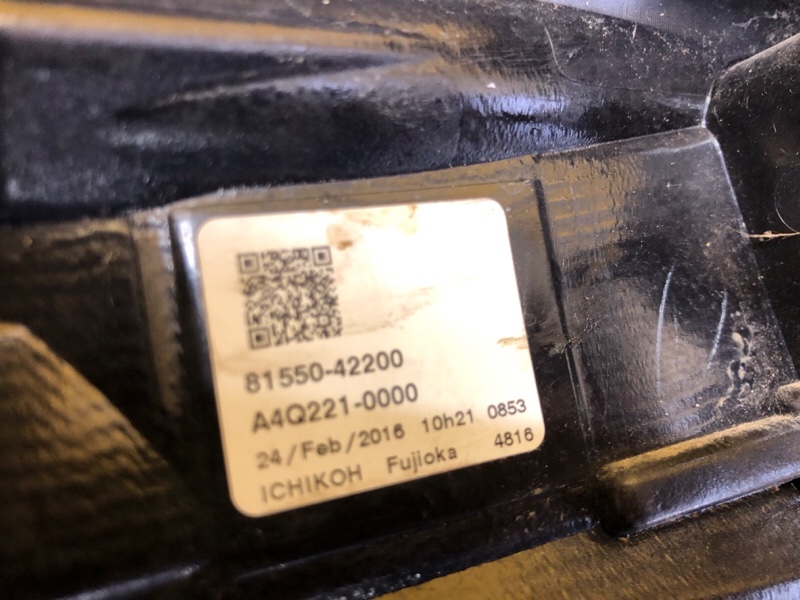 81550-42200
A4Q221-0000
24/Feb/2016 10h21 0853
ICHIKOH Fujioka 4816